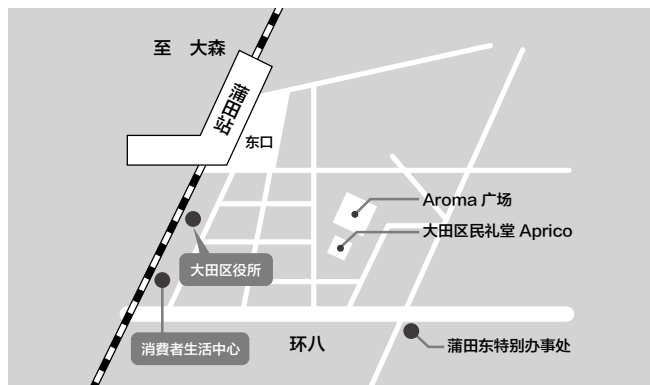 至　大森
蒲田站
东口
Aroma 广场
大田区民礼堂 Aprico
大田区役所
消费者生活中心
环八
蒲田东特别办事处